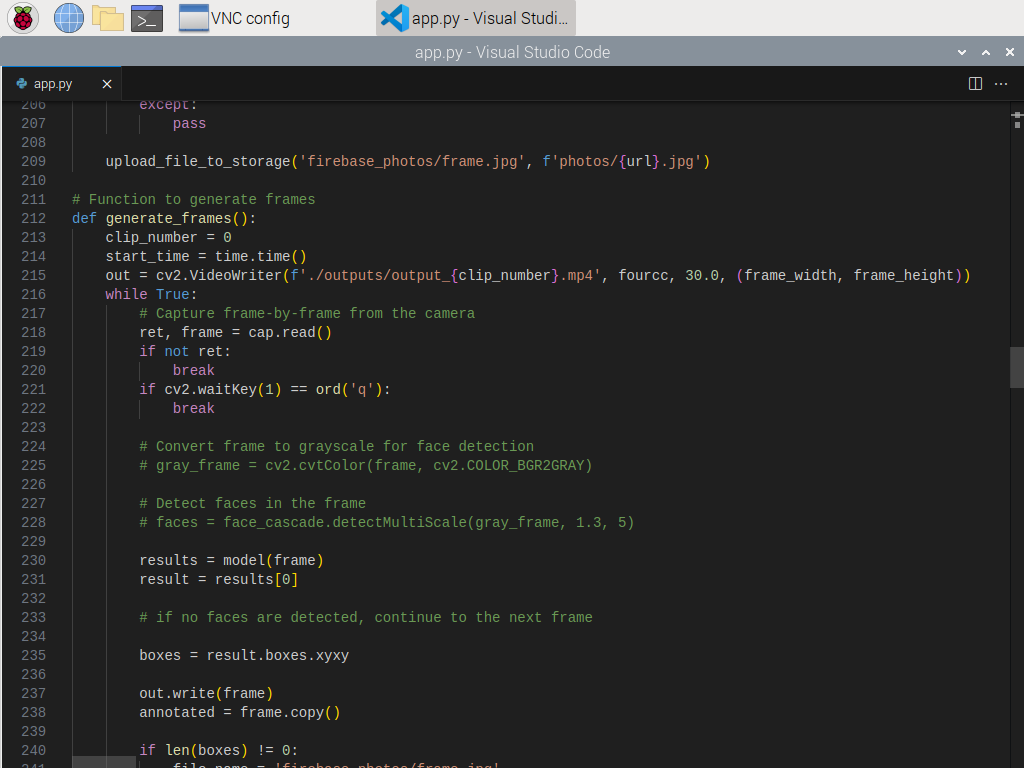 VNC config
app.py - Visual Studi...
app.py - Visual Studio Code
app.py
206 except:
207 pass
208
209 upload_file_to_storage('firebase_photos/frame.jpg', f'photos/{url}.jpg')
210
211 # Function to generate frames
212 def generate_frames():
213 clip_number = 0
214 start_time = time.time()
215 out = cv2.VideoWriter(f'./outputs/output_{clip_number}.mp4', fourcc, 30.0, (frame_width, frame_height))
216 while True:
217 # Capture frame-by-frame from the camera
218 ret, frame = cap.read()
219 if not ret:
220 break
221 if cv2.waitKey(1) == ord('q'):
222 break
223
224 # Convert frame to grayscale for face detection
225 # gray_frame = cv2.cvtColor(frame, cv2.COLOR_BGR2GRAY)
226
227 # Detect faces in the frame
228 # faces = face_cascade.detectMultiScale(gray_frame, 1.3, 5)
229
230 results = model(frame)
231 result = results[0]
232
233 # if no faces are detected, continue to the next frame
234
235 boxes = result.boxes.xyxy
236
237 out.write(frame)
238 annotated = frame.copy()
239
240 if len(boxes) != 0:
241 file_name = 'firebase_photos/frame.jpg'